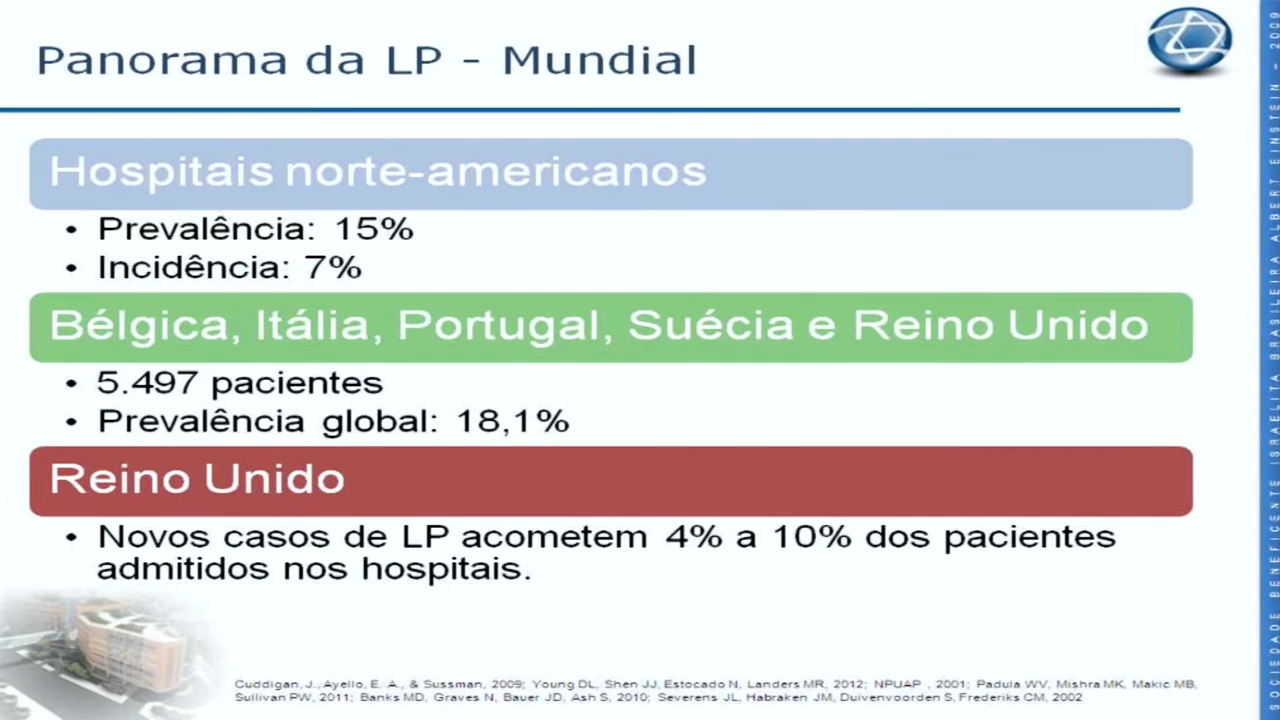 Panorama da LP - Mundial
Hospitais norte-americanos
• Prevalência: 15%
• Incidência: 7%
Bélgica, Itália, Portugal, Suécia e Reino Unido
• 5.497 pacientes
• Prevalência global: 18,1%
Reino Unido
• Novos casos de LP acometem 4% a 10% dos pacientes
admitidos nos hospitais.
Cuddigan, J., Ayello, E. A., & Sussman, 2009; Young DL, Shen JJ, Estocado N, Landers MR, 2012; NPUAP , 2001; Padula WV, Mishra MK, Makic MB,
Sullivan PW, 2011; Banks MD, Graves N, Bauer JD, Ash S, 2010; Severens JL, Habraken JM, Duivenvoorden S, Frederiks CM, 2002
SOCIEDADE BENEFICENTE ISRAELITA BRASILEIRA ALBERT EINSTEIN - 2009